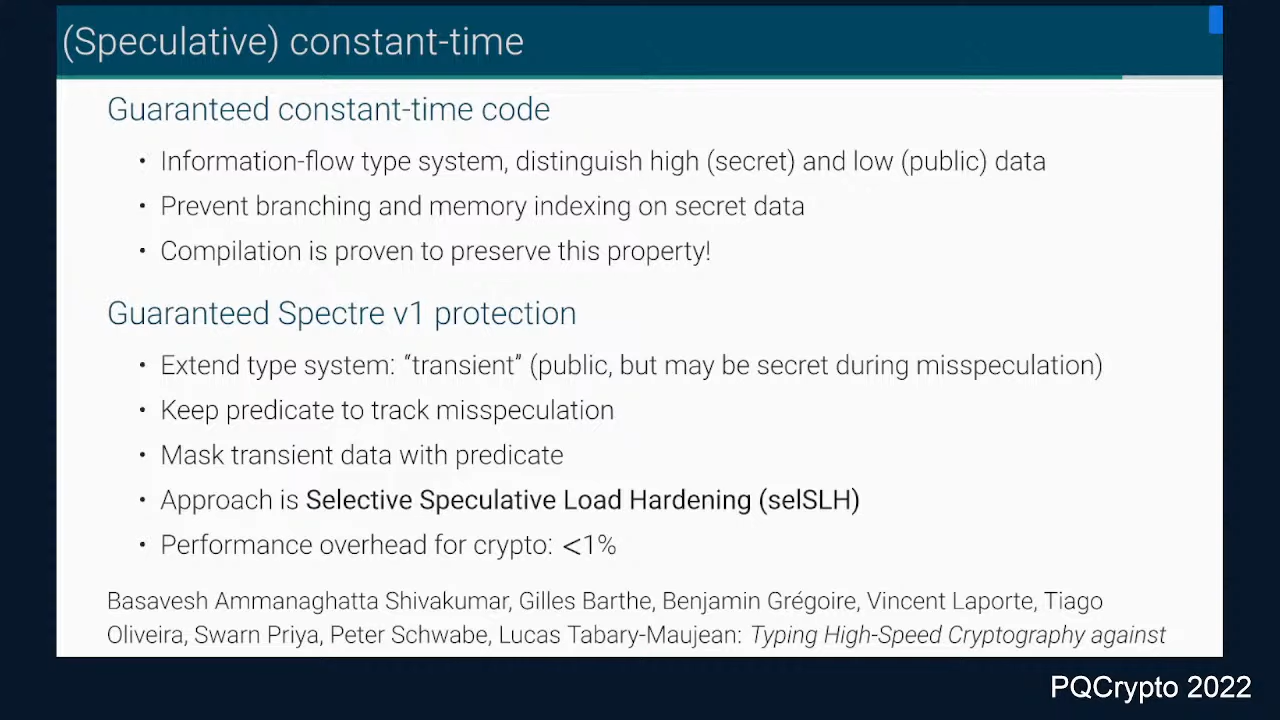 (Speculative) constant-time
Guaranteed constant-time code
• Information-flow type system, distinguish high (secret) and low (public) data
• Prevent branching and memory indexing on secret data
• Compilation is proven to preserve this property!
Guaranteed Spectre v1 protection
• Extend type system: “transient” (public, but may be secret during misspeculation)
• Keep predicate to track misspeculation
• Mask transient data with predicate
• Approach is Selective Speculative Load Hardening (selSLH)
• Performance overhead for crypto: <1%
Basavesh Ammanaghatta Shivakumar, Gilles Barthe, Benjamin Grégoire, Vincent Laporte, Tiago
Oliveira, Swarn Priya, Peter Schwabe, Lucas Tabary-Maujean: Typing High-Speed Cryptography against
PQCrypto 2022